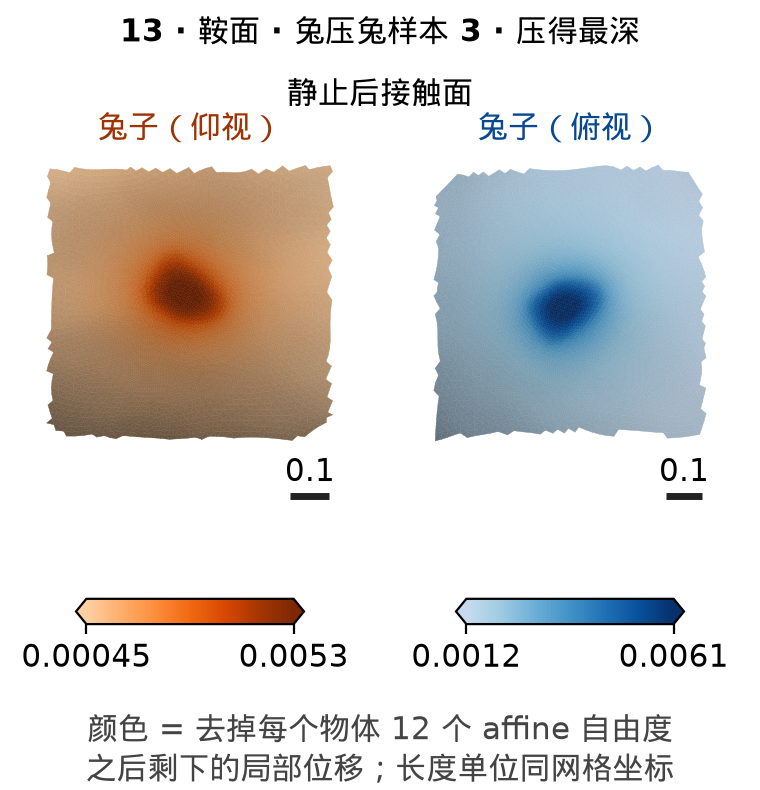 13 · 鞍面 · 兔压兔样本 3 · 压得最深
静止后接触面
兔子（仰视）
兔子（俯视）
0.1
0.1
0.00045
0.0053
0.0012
0.0061
颜色 = 去掉每个物体 12 个 affine 自由度
之后剩下的局部位移；长度单位同网格坐标